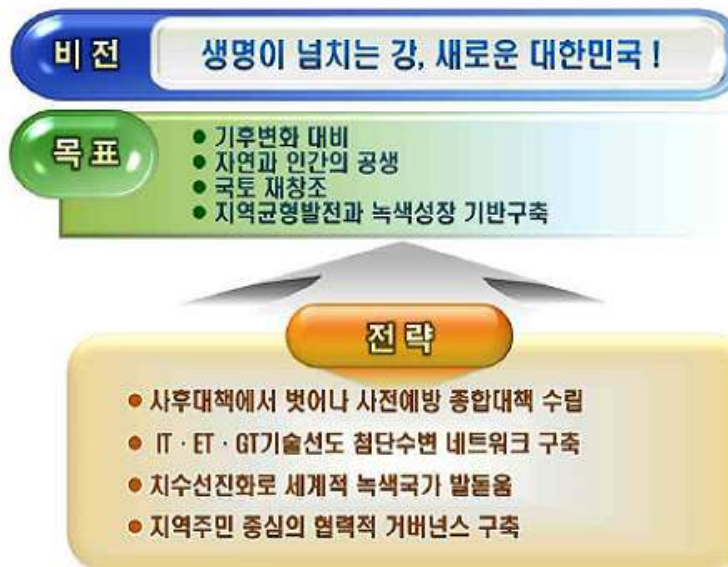 비 전
생명이 넘치는 강, 새로운 대한민국 !
목 표
● 기후변화 대비
● 자연과 인간의 공생
● 국토 재창조
● 지역균형발전과 녹색성장 기반구축
전 략
● 사후대책에서 벗어나 사전예방 종합대책 수립
● IT · ET · GT기술선도 첨단수변 네트워크 구축
● 치수선진화로 세계적 녹색국가 발돋움
● 지역주민 중심의 협력적 거버넌스 구축